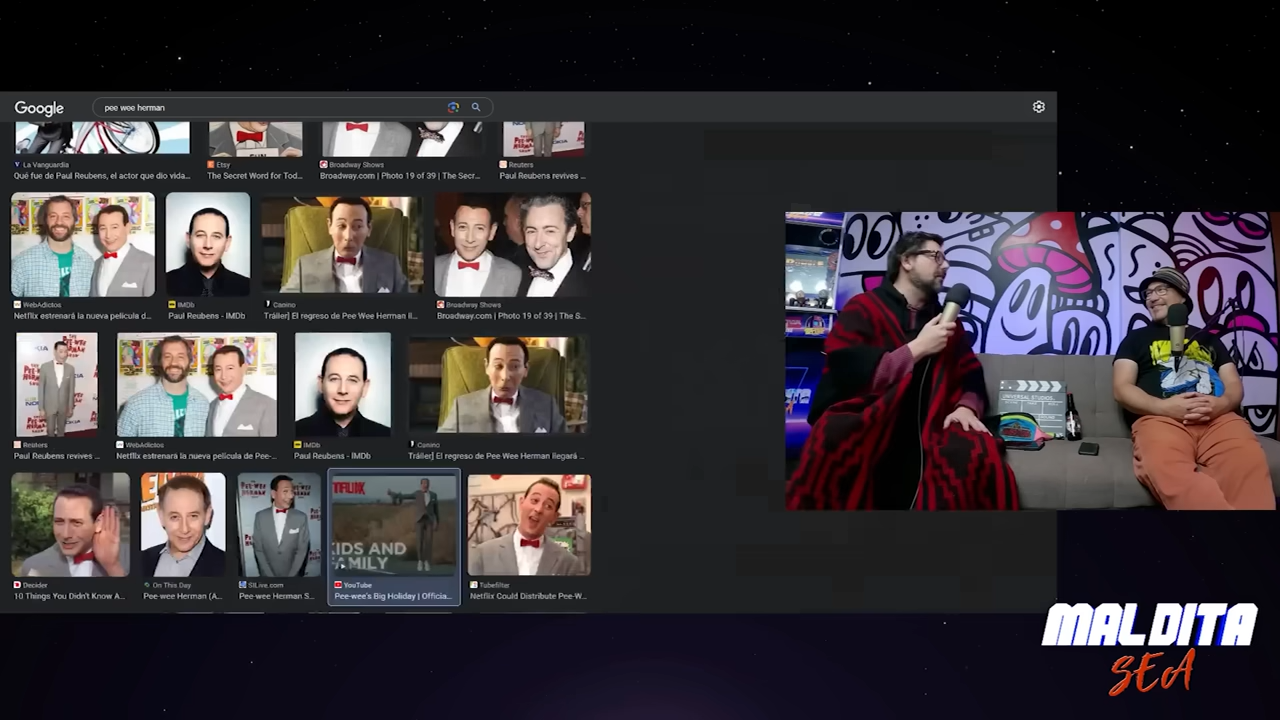 Google
pee wee herman
La Vanguardia
Qué fue de Paul Reubens, el actor que dio vida...
Etsy
The Secret Word for Tod...
Broadway Shows
Broadway.com | Photo 19 of 39 | The Secr...
Reuters
Paul Reubens revives ...
WebAdictos
Netflix estrenará la nueva película d...
IMDb
Paul Reubens - IMDb
Canino
Tráiler] El regreso de Pee-Wee Herman ll...
Broadway Shows
Broadway.com | Photo 19 of 39 | The S...
Reuters
Paul Reubens revives ...
WebAdictos
Netflix estrenará la nueva película de Pee-...
IMDb
Paul Reubens - IMDb
Canino
Tráiler] El regreso de Pee-Wee Herman llegará ...
KIDS AND
FAMILY
Decider
10 Things You Didn't Know A...
On This Day
Pee-wee Herman (A...
SILive.com
Pee-wee Herman S...
YouTube
Pee-wee's Big Holiday | Officia...
Tubefilter
Netflix Could Distribute Pee-W...
UNIVERSAL STUDIOS
MALDITA
SEA